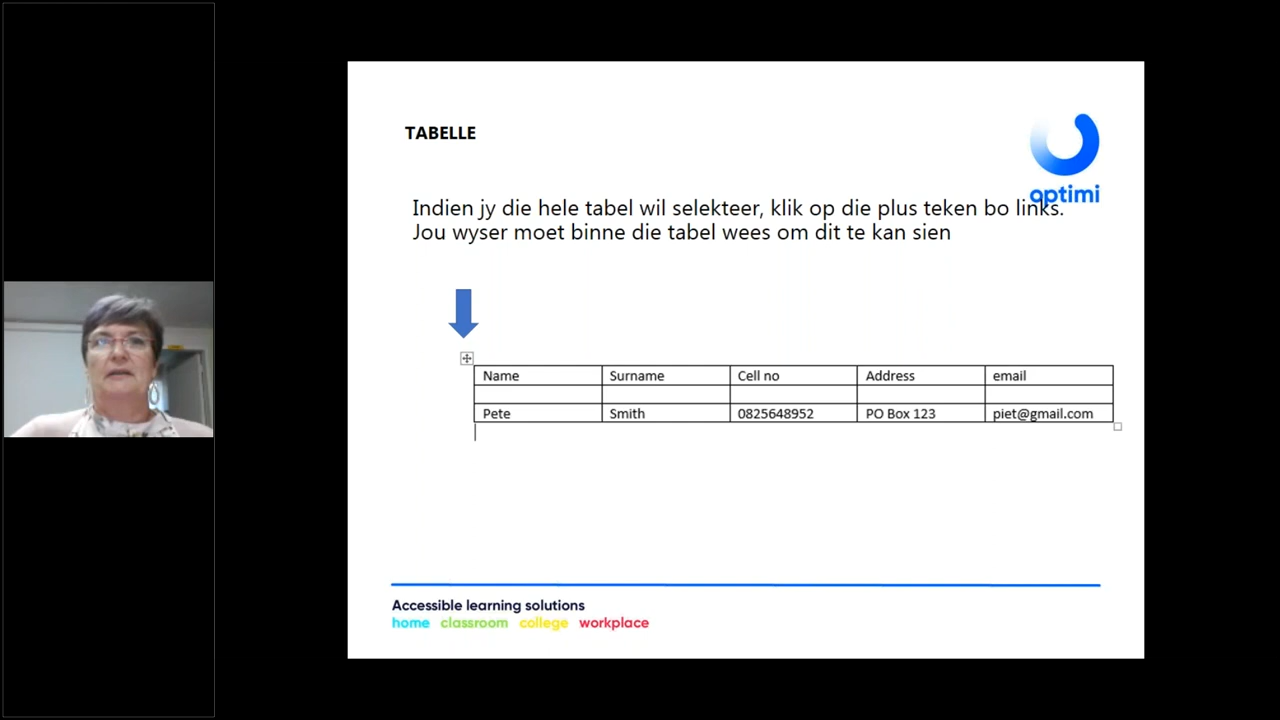 TABELLE
optimi
Indien jy die hele tabel wil selekteer, klik op die plus teken bo links.
Jou wyser moet binne die tabel wees om dit te kan sien
Name Surname Cell no Address email
Pete Smith 0825648952 PO Box 123 piet@gmail.com
Accessible learning solutions
home classroom college workplace